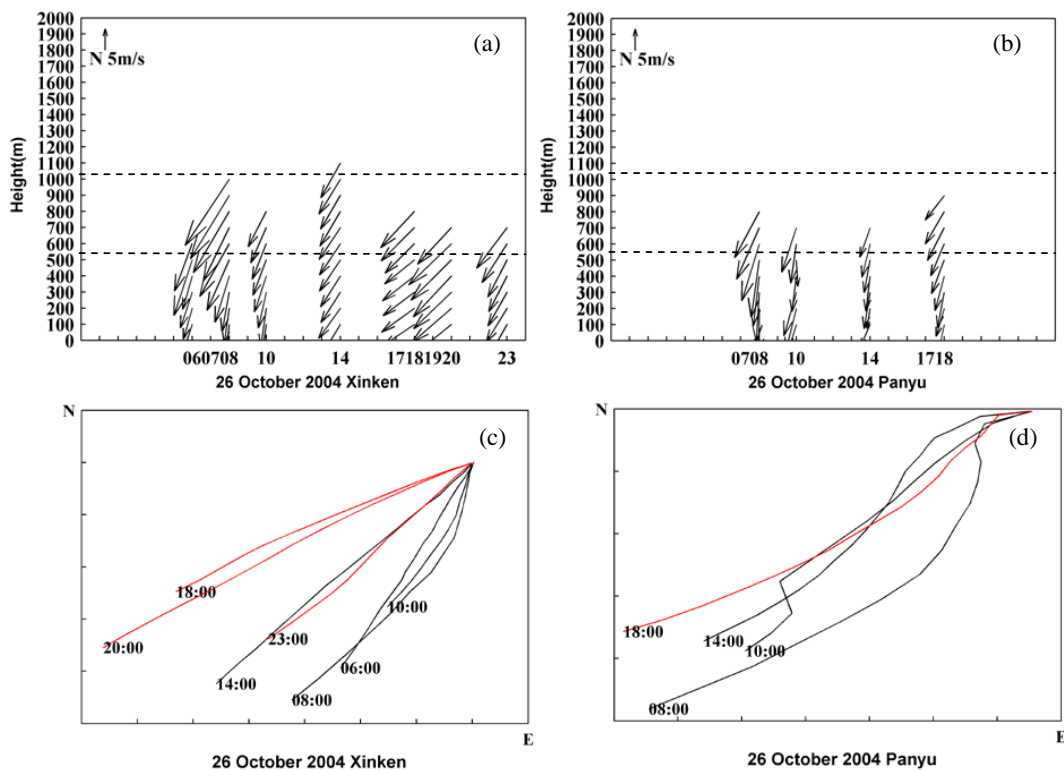 (a)
2000
1900
1800
1700
1600
1500
1400
1300
1200
1100
1000
900
800
700
600
500
400
300
200
100
0
Height(m)
N 5m/s
060708 10 14 17181920 23
26 October 2004 Xinken
(b)
2000
1900
1800
1700
1600
1500
1400
1300
1200
1100
1000
900
800
700
600
500
400
300
200
100
0
Height(m)
N 5m/s
0708 10 14 1718
26 October 2004 Panyu
N
(c)
18:00
20:00
23:00
10:00
06:00
14:00
08:00
E
26 October 2004 Xinken
N
(d)
18:00
14:00
10:00
08:00
E
26 October 2004 Panyu